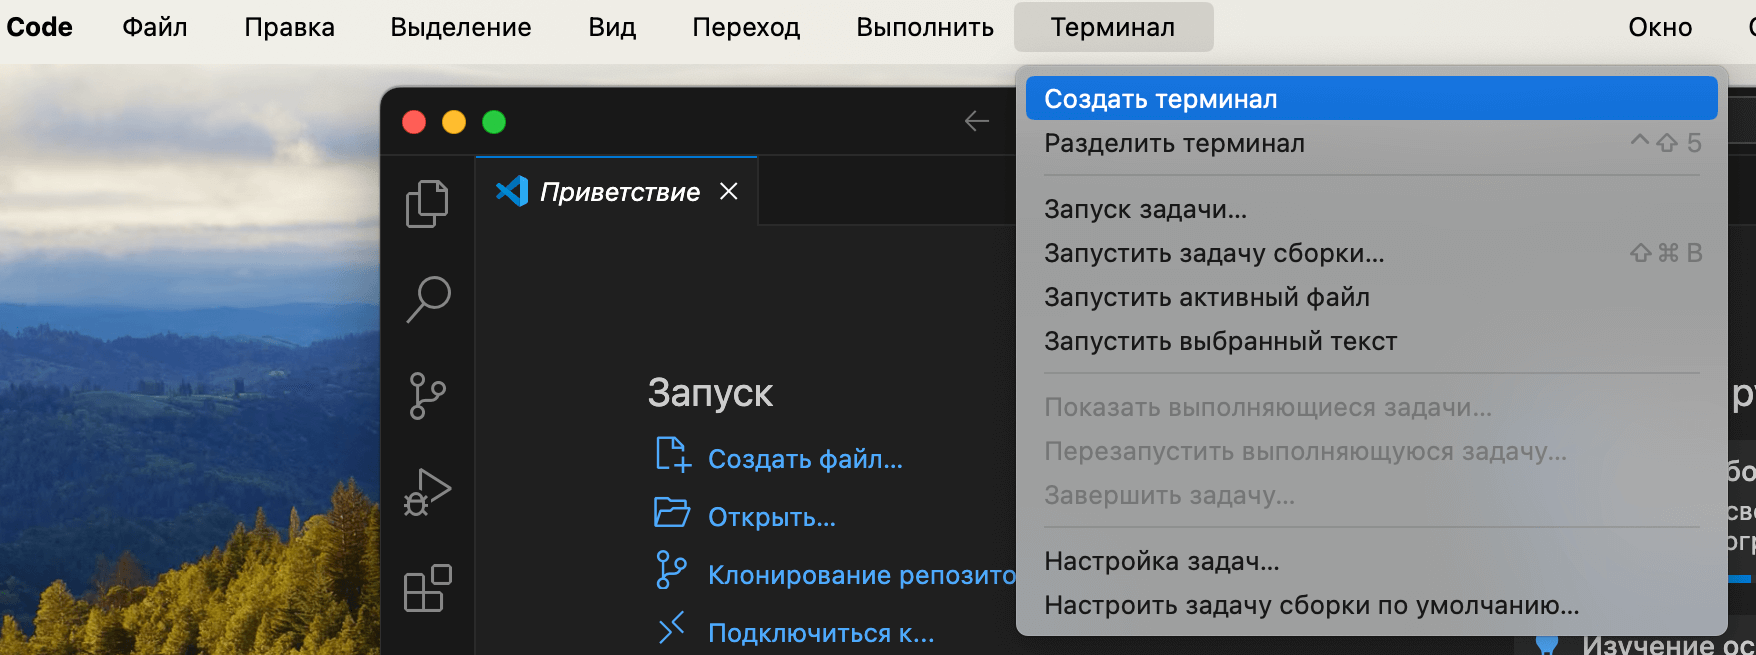 Code Файл Правка Выделение Вид Переход Выполнить Терминал Окно
Создать терминал
Разделить терминал ^⇧ 5
Приветствие
Запуск задачи...
Запустить задачу сборки... ⇧⌘ B
Запустить активный файл
Запустить выбранный текст
Запуск
Показать выполняющиеся задачи...
Создать файл...
Перезапустить выполняющуюся задачу...
Завершить задачу...
Открыть...
Настройка задач...
Клонирование репозито
Настроить задачу сборки по умолчанию...
Подключиться к...
Изучение ос